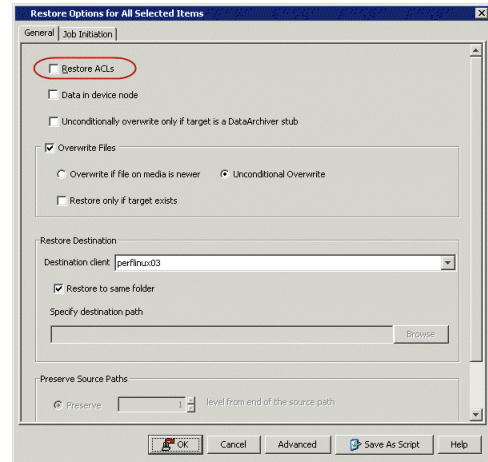 Restore Options for All Selected Items
General Job Initiation
Restore ACLs
Data in device node
Unconditionally overwrite only if target is a DataArchiver stub
Overwrite Files
Overwrite if file on media is newer Unconditional Overwrite
Restore only if target exists
Restore Destination
Destination client perflinux03
Restore to same folder
Specify destination path
Browse
Preserve Source Paths
Preserve 1 level from end of the source path
OK Cancel Advanced Save As Script Help